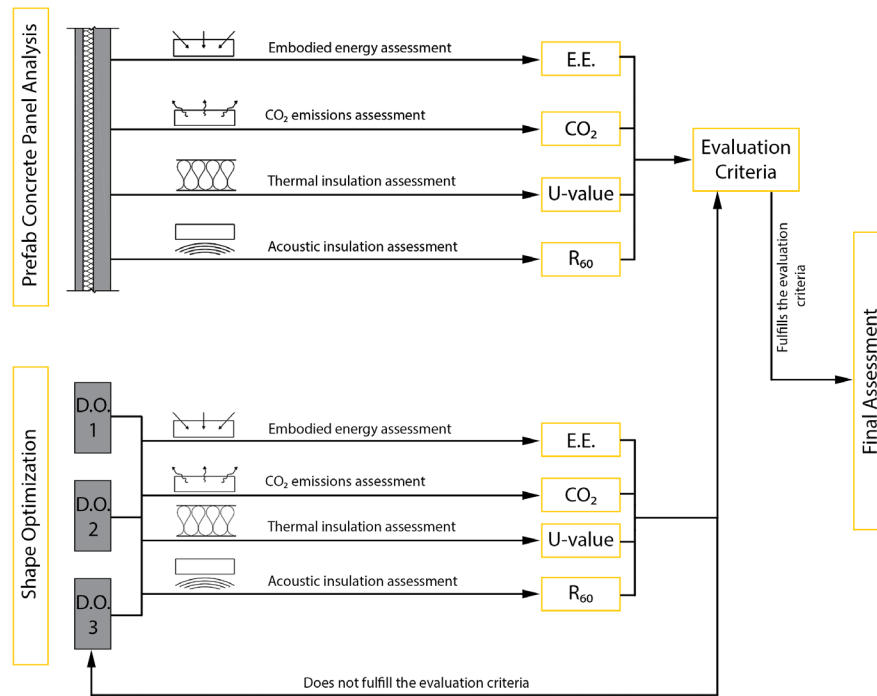 Prefab Concrete Panel Analysis
Embodied energy assessment
E.E.
CO₂ emissions assessment
CO₂
Thermal insulation assessment
U-value
Acoustic insulation assessment
R₆₀
Evaluation
Criteria
Fulfills the evaluation
criteria
Final Assessment
Shape Optimization
D.O.
1
D.O.
2
D.O.
3
Embodied energy assessment
E.E.
CO₂ emissions assessment
CO₂
Thermal insulation assessment
U-value
Acoustic insulation assessment
R₆₀
Does not fulfill the evaluation criteria